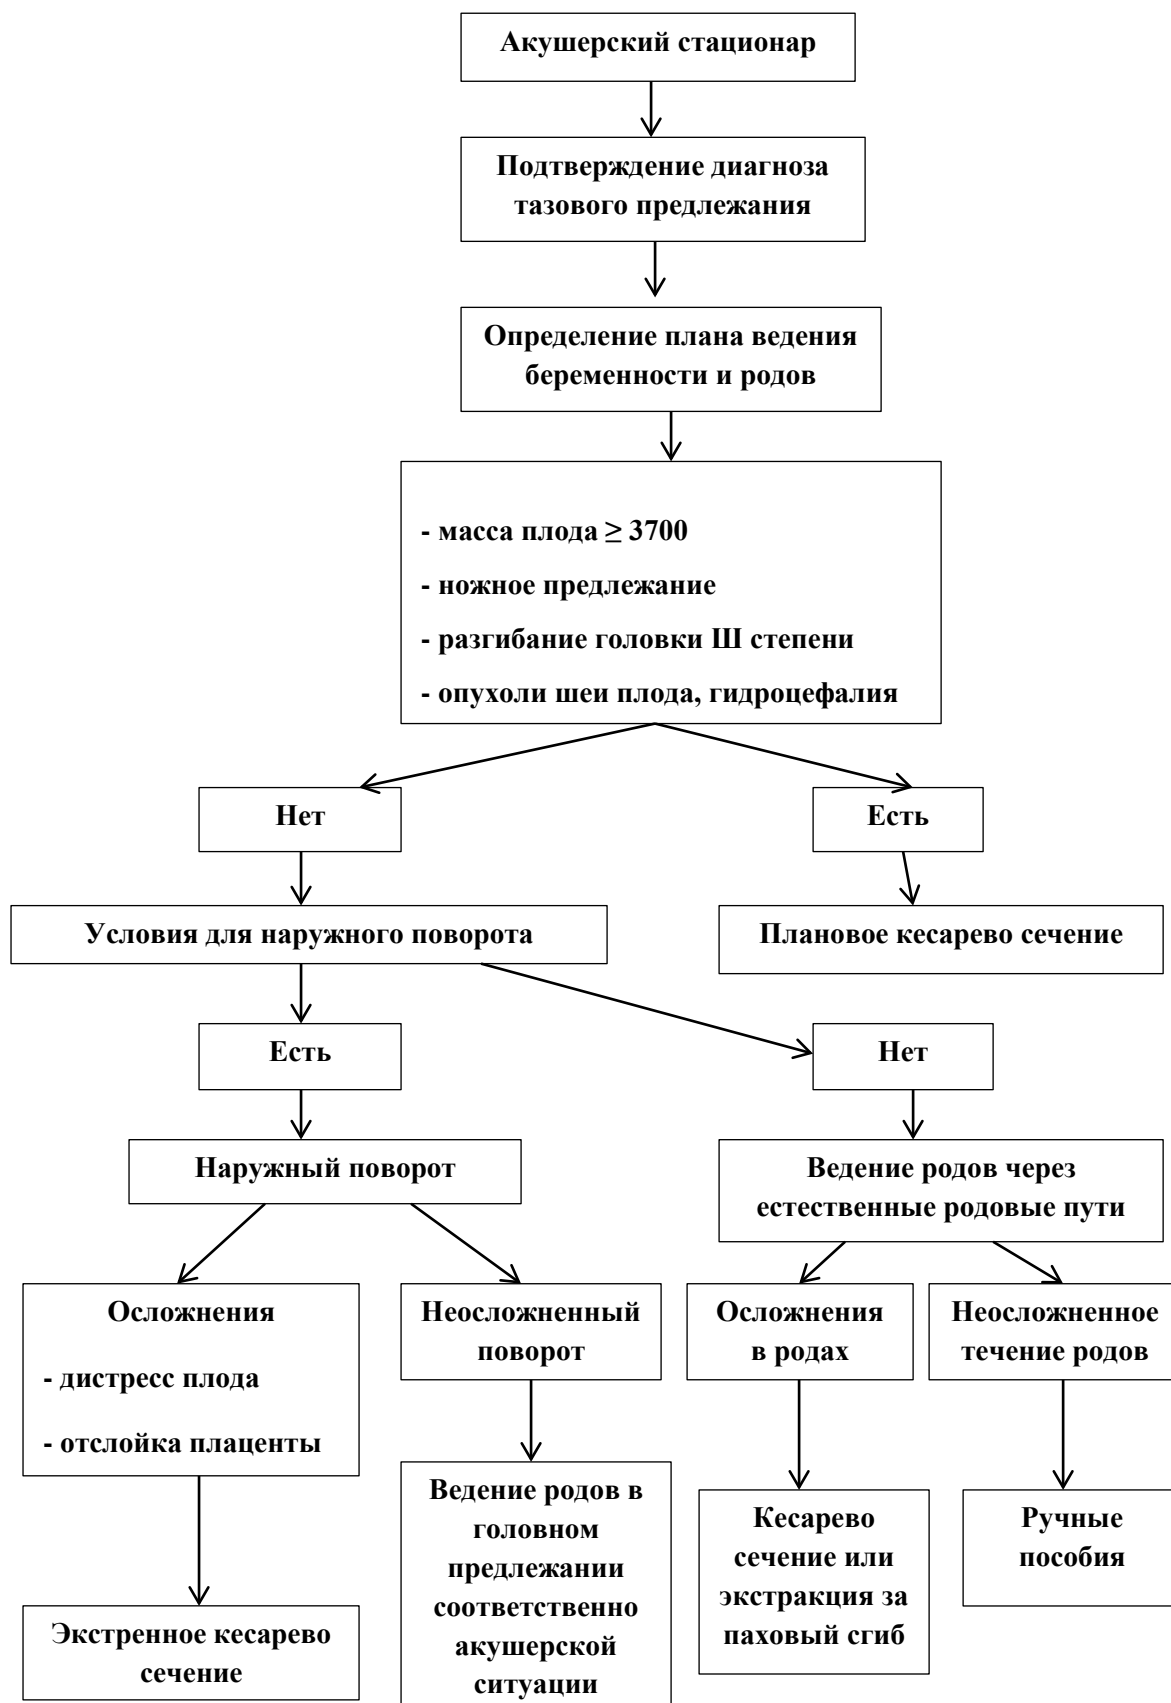 Акушерский стационар
Подтверждение диагноза
тазового предлежания
Определение плана ведения
беременности и родов
- масса плода ≥ 3700
- ножное предлежание
- разгибание головки Ш степени
- опухоли шеи плода, гидроцефалия
Нет
Есть
Условия для наружного поворота
Плановое кесарево сечение
Есть
Нет
Наружный поворот
Ведение родов через
естественные родовые пути
Осложнения
- дистресс плода
- отслойка плаценты
Неосложненный
поворот
Осложнения
в родах
Неосложненное
течение родов
Экстренное кесарево
сечение
Ведение родов в
головном
предлежании
соответственно
акушерской
ситуации
Кесарево
сечение или
экстракция за
паховый сгиб
Ручные
пособия